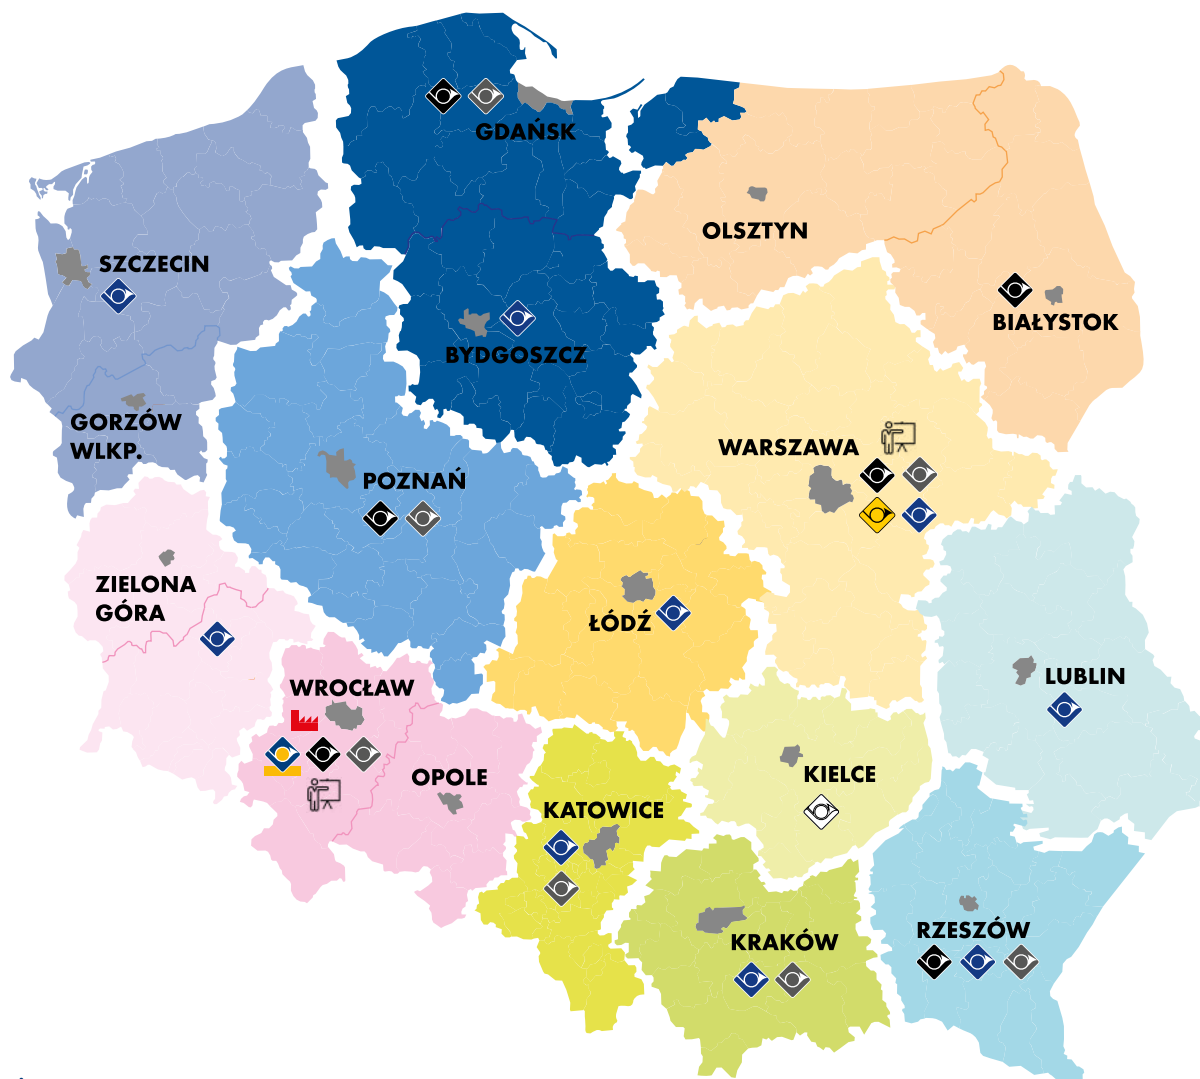 GDAŃSK
OLSZTYN
SZCZECIN
BIAŁYSTOK
BYDGOSZCZ
GORZÓW
WLKP.
WARSZAWA
POZNAŃ
ZIELONA
GÓRA
ŁÓDŹ
LUBLIN
WROCŁAW
OPOLE
KIELCE
KATOWICE
RZESZÓW
KRAKÓW